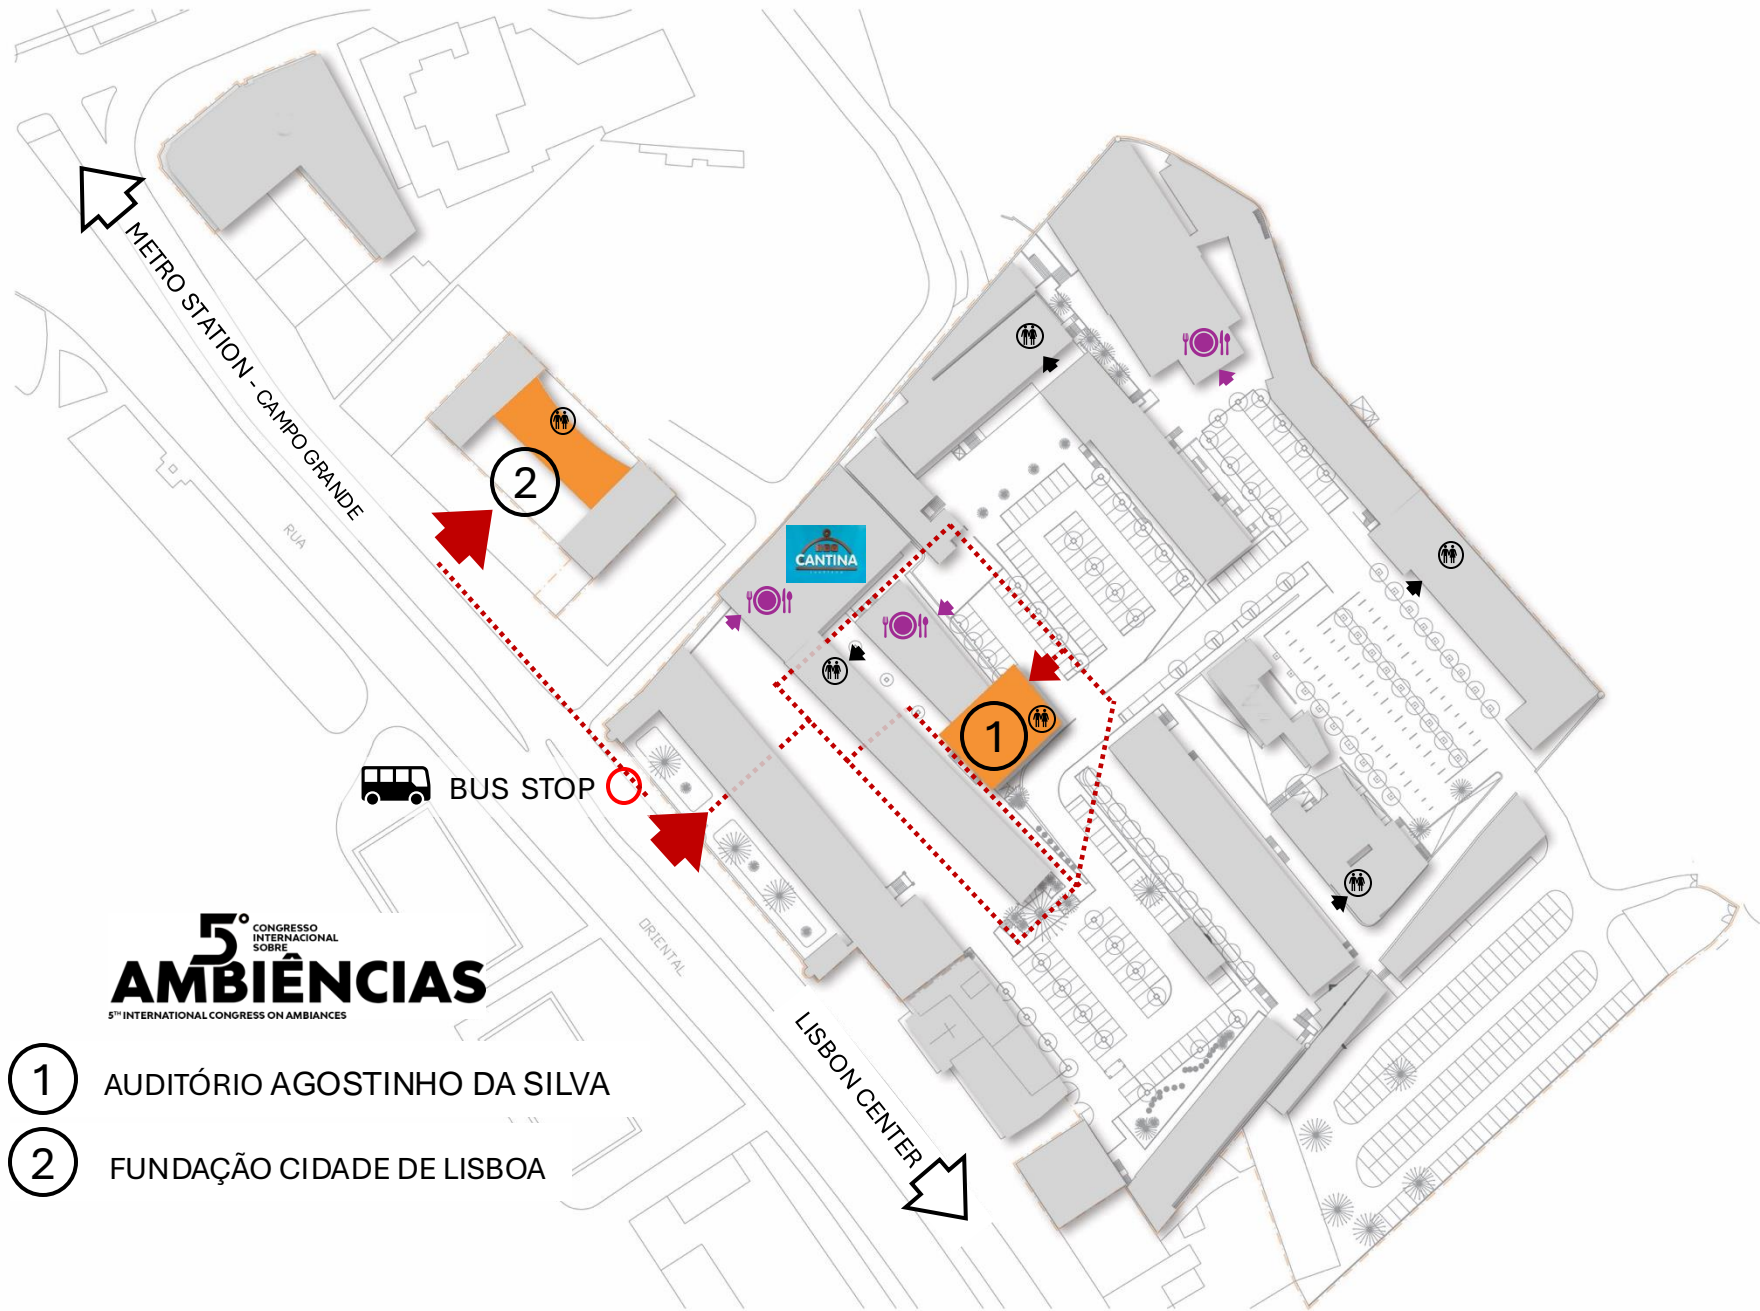 METRO STATION - CAMPO GRANDE
2
RUA
CANTINA
1
BUS STOP
ORIENTAL
LISBON CENTER
5º CONGRESSO
INTERNACIONAL
SOBRE
AMBIÊNCIAS
5TH INTERNATIONAL CONGRESS ON AMBIANCES
1 AUDITÓRIO AGOSTINHO DA SILVA
2 FUNDAÇÃO CIDADE DE LISBOA